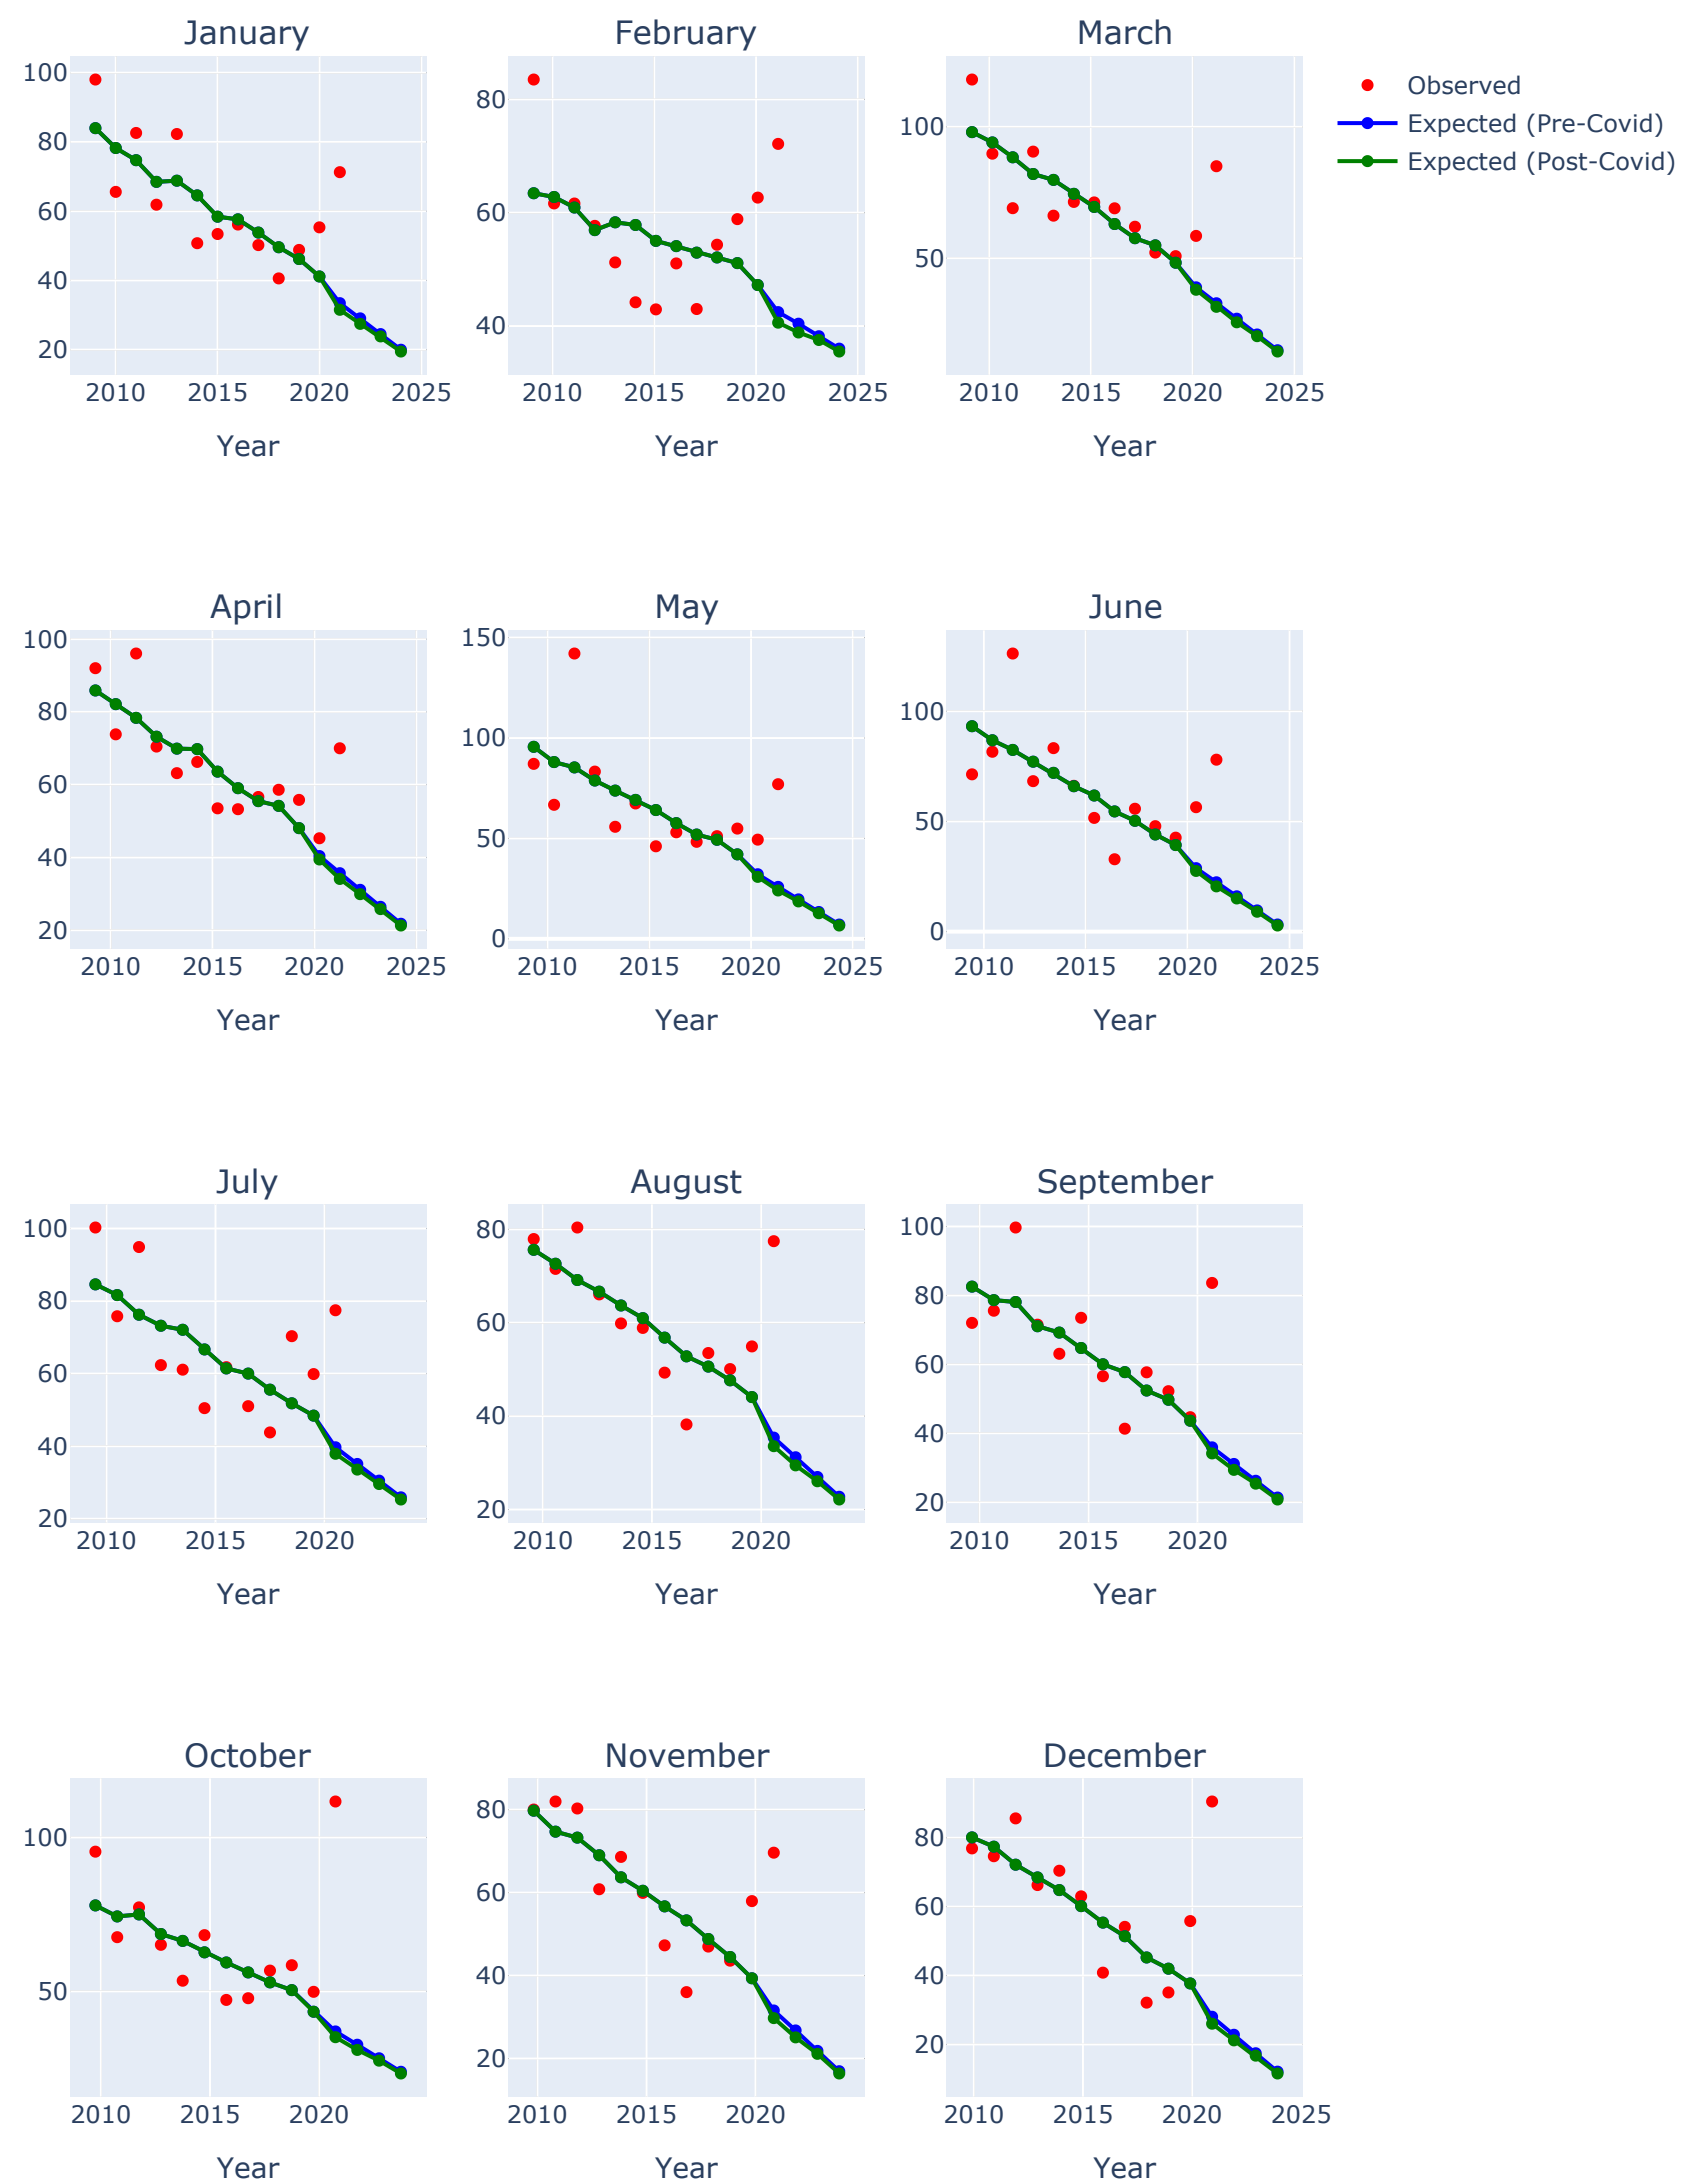 January February March
100
80
60
40
20
2010 2015 2020 2025
Year
80
60
40
2010 2015 2020 2025
Year
100
50
2010 2015 2020 2025
Year
Observed
Expected (Pre-Covid)
Expected (Post-Covid)
April May June
100
80
60
40
20
2010 2015 2020 2025
Year
150
100
50
0
2010 2015 2020 2025
Year
100
50
0
2010 2015 2020 2025
Year
July August September
100
80
60
40
20
2010 2015 2020
Year
80
60
40
20
2010 2015 2020
Year
100
80
60
40
20
2010 2015 2020
Year
October November December
100
50
2010 2015 2020
Year
80
60
40
20
2010 2015 2020
Year
80
60
40
20
2010 2015 2020 2025
Year